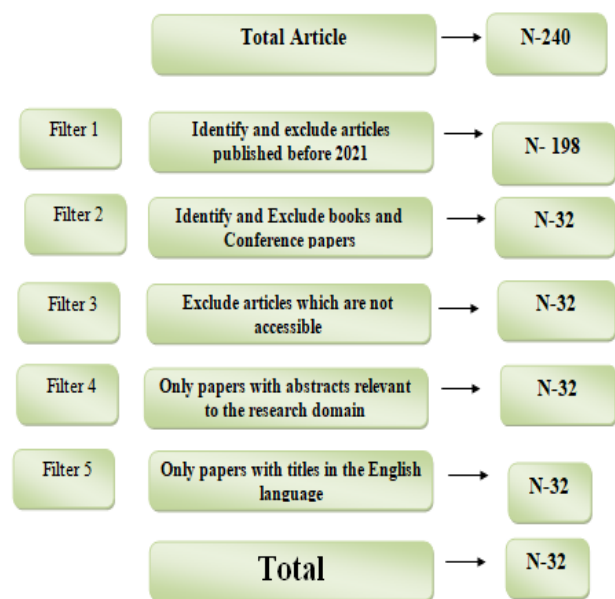 Total Article
N-240
Filter 1
Identify and exclude articles
published before 2021
N- 198
Filter 2
Identify and Exclude books and
Conference papers
N-32
Filter 3
Exclude articles which are not
accessible
N-32
Filter 4
Only papers with abstracts relevant
to the research domain
N-32
Filter 5
Only papers with titles in the English
language
N-32
Total
N-32